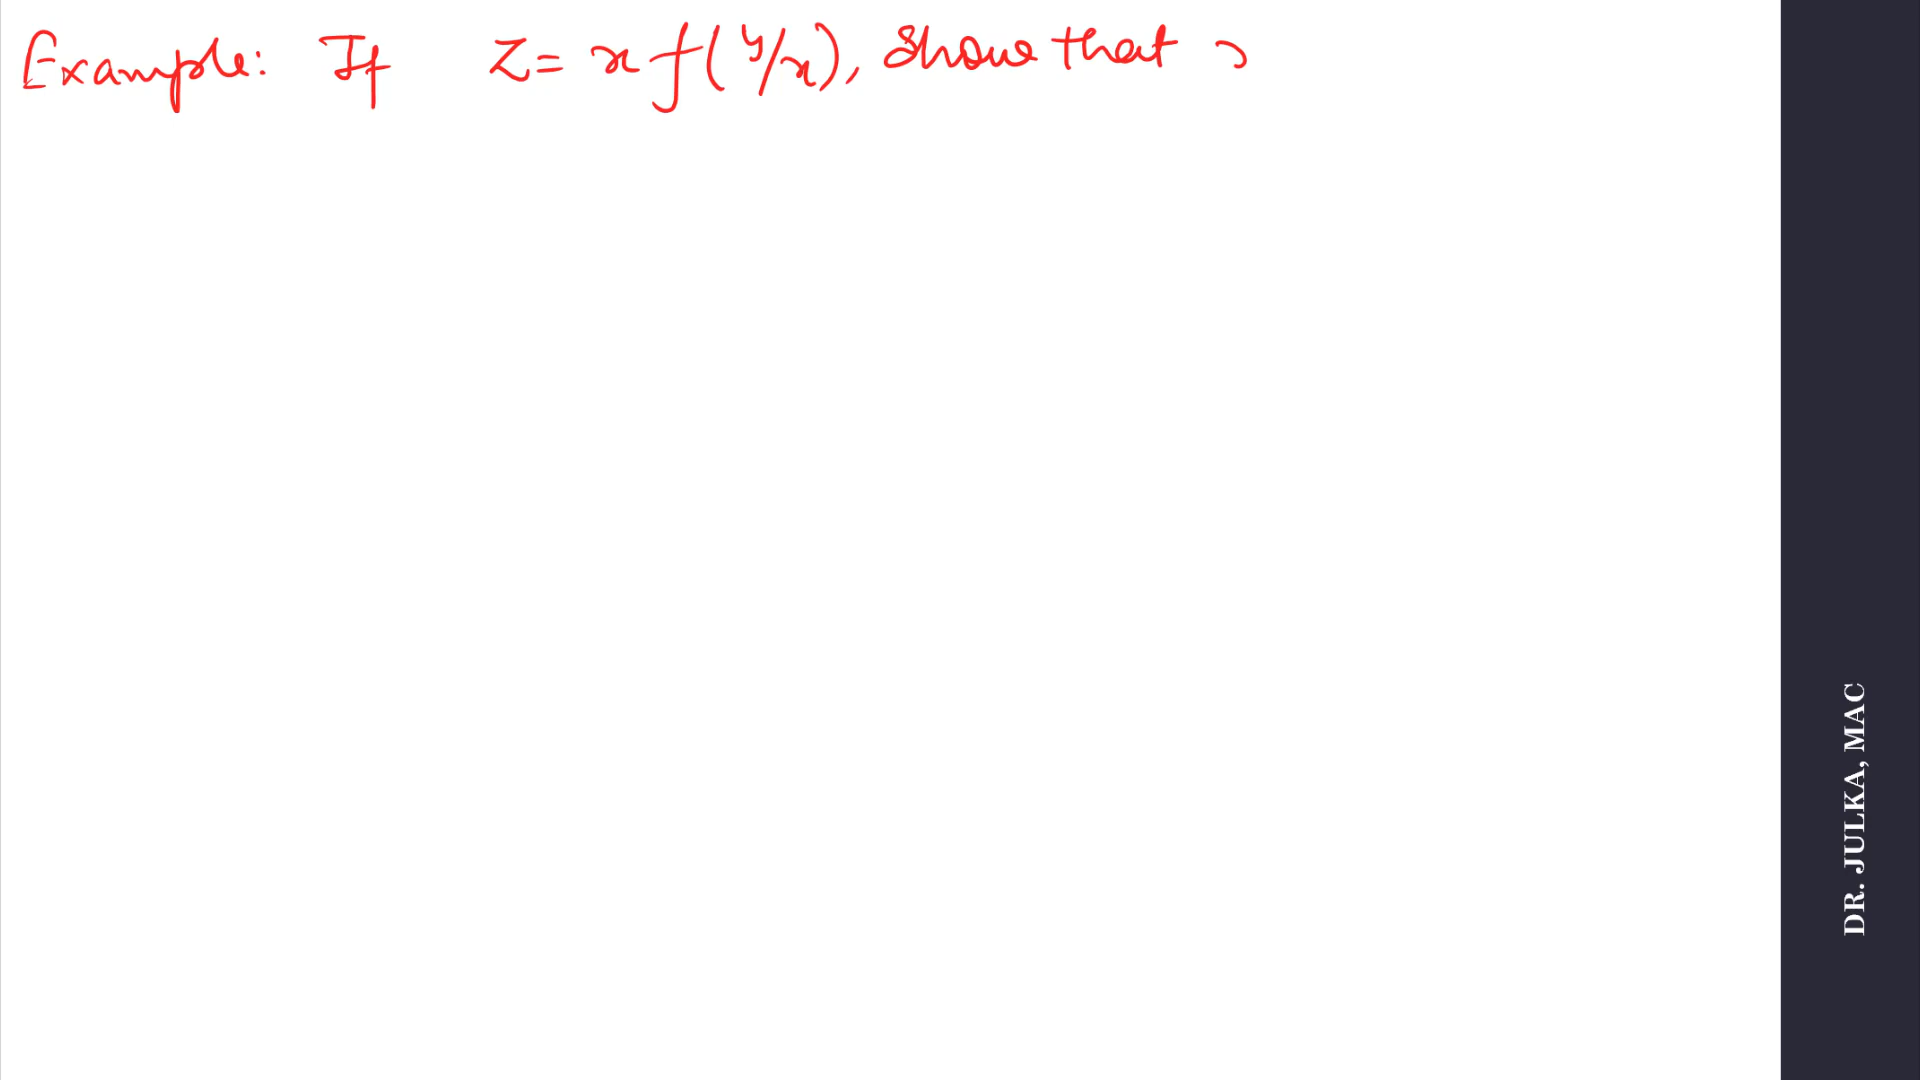 Example: If z = x f(y/x), show that
DR. JULKA, MAC